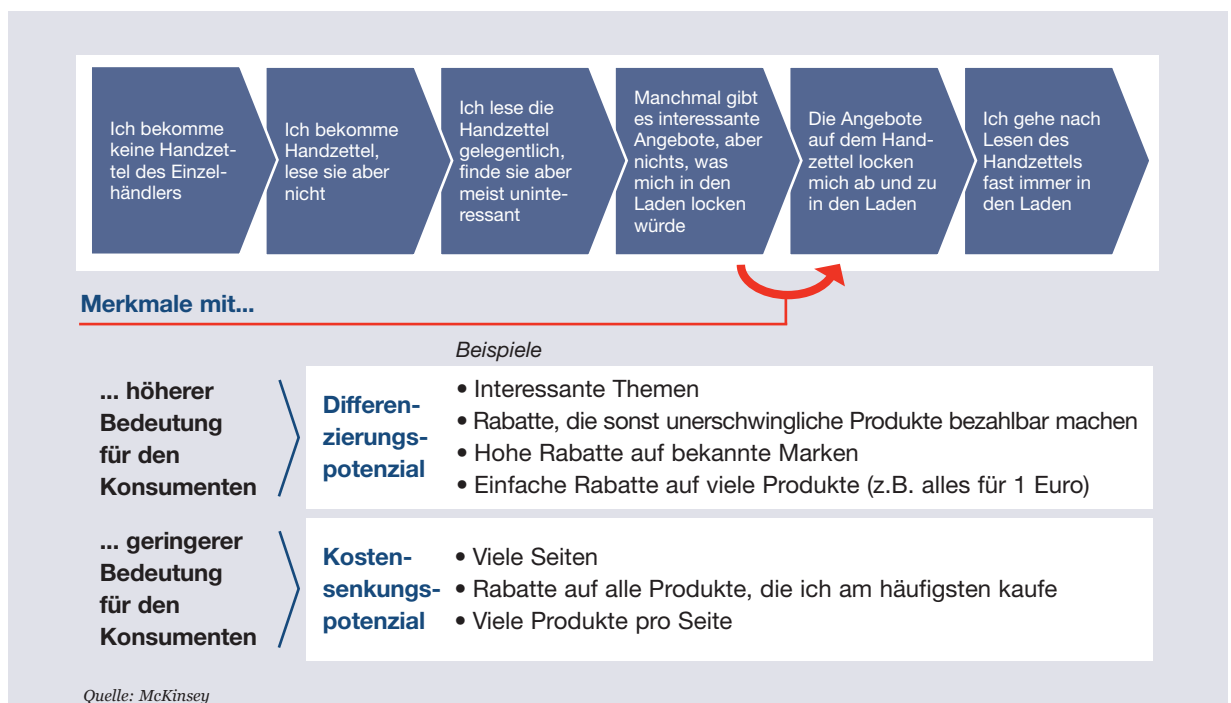 Ich bekomme
keine Handzet-
tel des Einzel-
händlers
Ich bekomme
Handzettel,
lese sie aber
nicht
Ich lese die
Handzettel
gelegentlich,
finde sie aber
meist uninte-
ressant
Manchmal gibt
es interessante
Angebote, aber
nichts, was
mich in den
Laden locken
würde
Die Angebote
auf dem Hand-
zettel locken
mich ab und zu
in den Laden
Ich gehe nach
Lesen des
Handzettels
fast immer in
den Laden
Merkmale mit...
Beispiele
... höherer
Bedeutung
für den
Konsumenten
Differen-
zierungs-
potenzial
• Interessante Themen
• Rabatte, die sonst unerschwingliche Produkte bezahlbar machen
• Hohe Rabatte auf bekannte Marken
• Einfache Rabatte auf viele Produkte (z.B. alles für 1 Euro)
... geringerer
Bedeutung
für den
Konsumenten
Kosten-
senkungs-
potenzial
• Viele Seiten
• Rabatte auf alle Produkte, die ich am häufigsten kaufe
• Viele Produkte pro Seite
Quelle: McKinsey